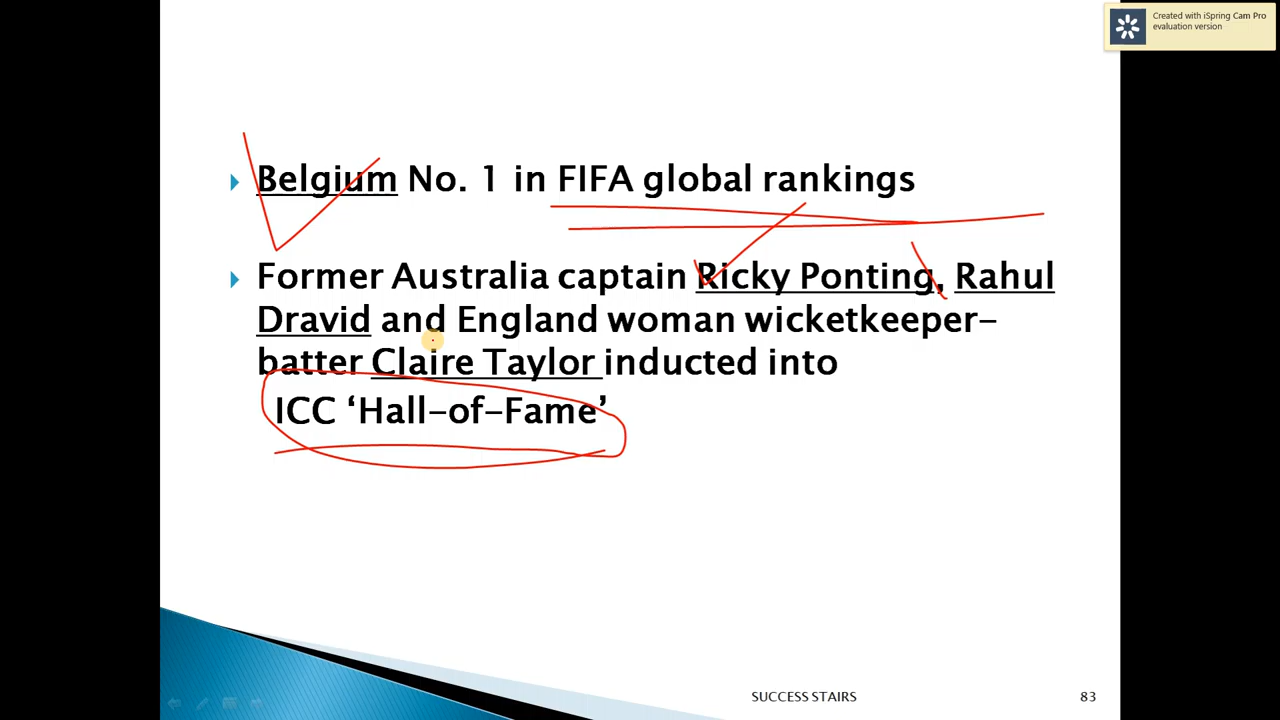 Created with iSpring Cam Pro
evaluation version
Belgium No. 1 in FIFA global rankings
Former Australia captain Ricky Ponting, Rahul
Dravid and England woman wicketkeeper-
batter Claire Taylor inducted into
ICC ‘Hall-of-Fame’
SUCCESS STAIRS
83